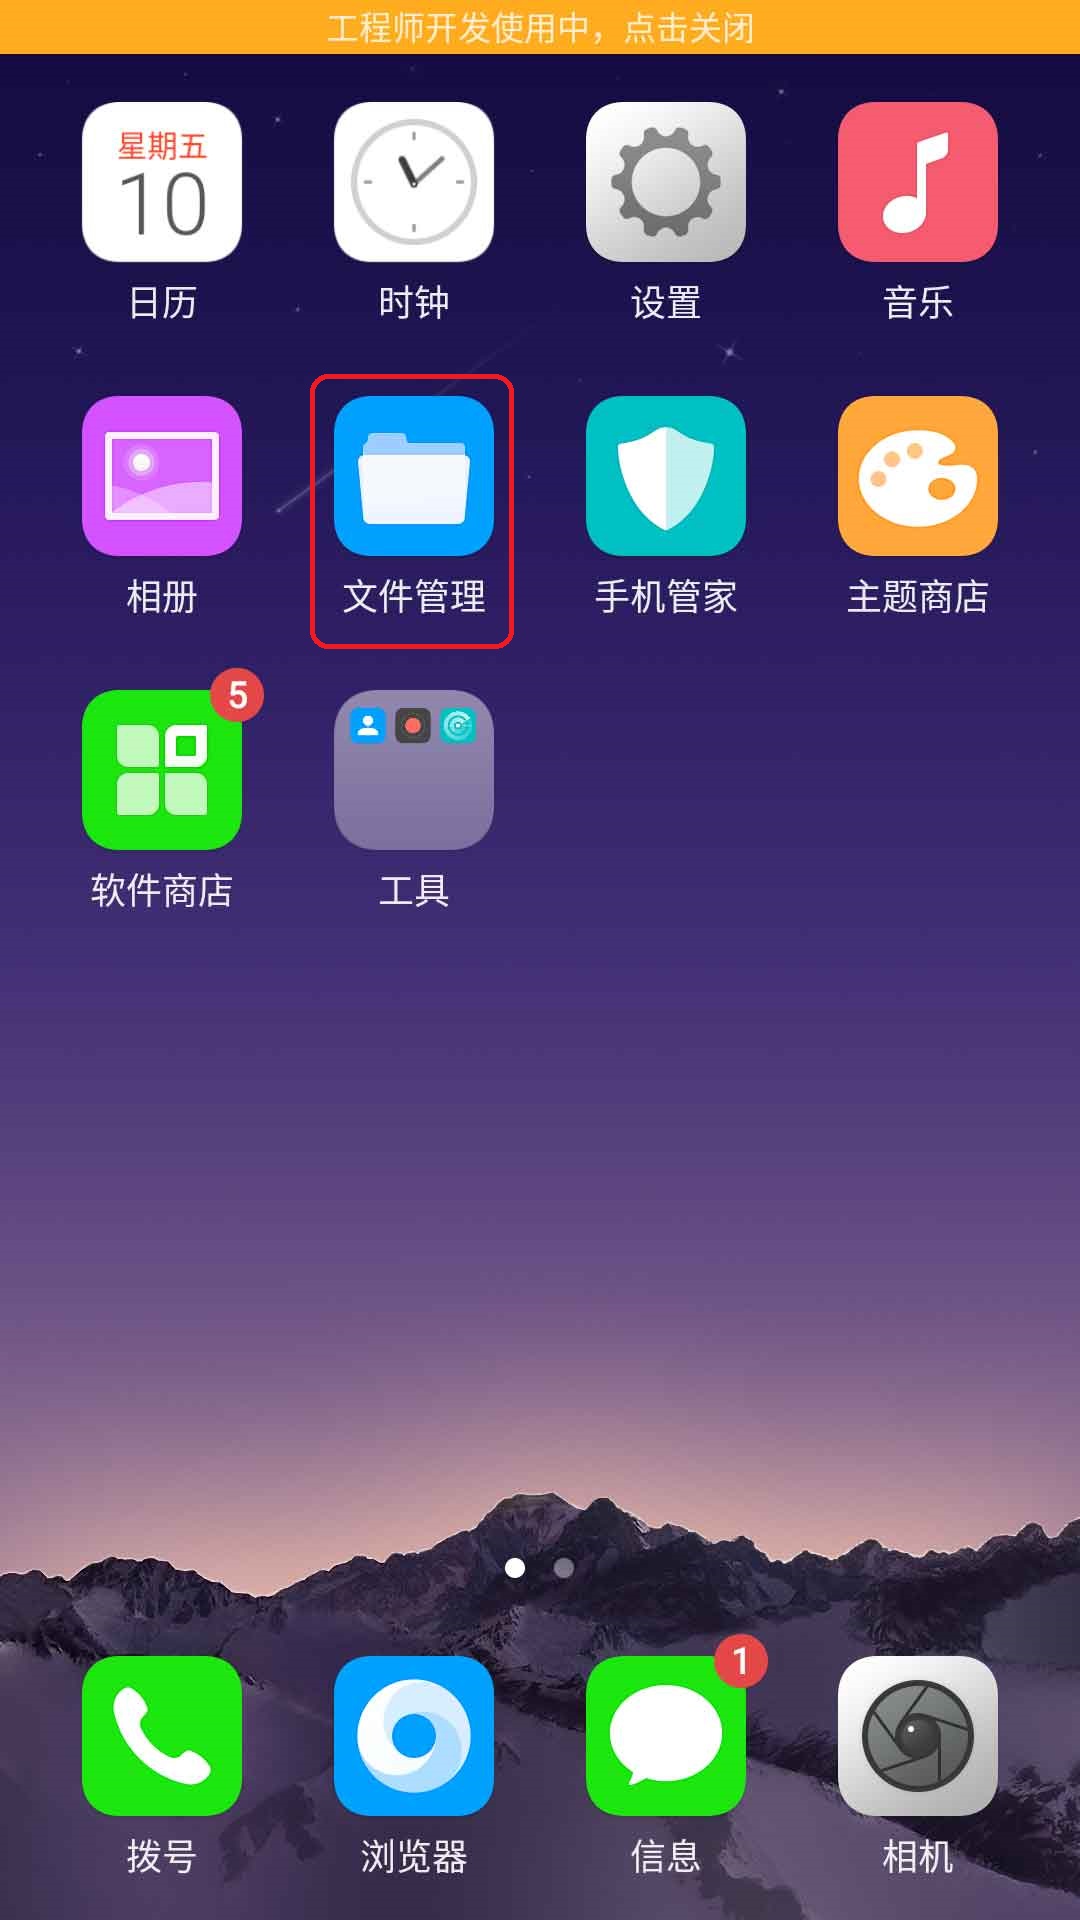 工程师开发使用中，点击关闭
星期五
10
日历
时钟
设置
音乐
相册
文件管理
手机管家
主题商店
5
软件商店
工具
1
拨号
浏览器
信息
相机